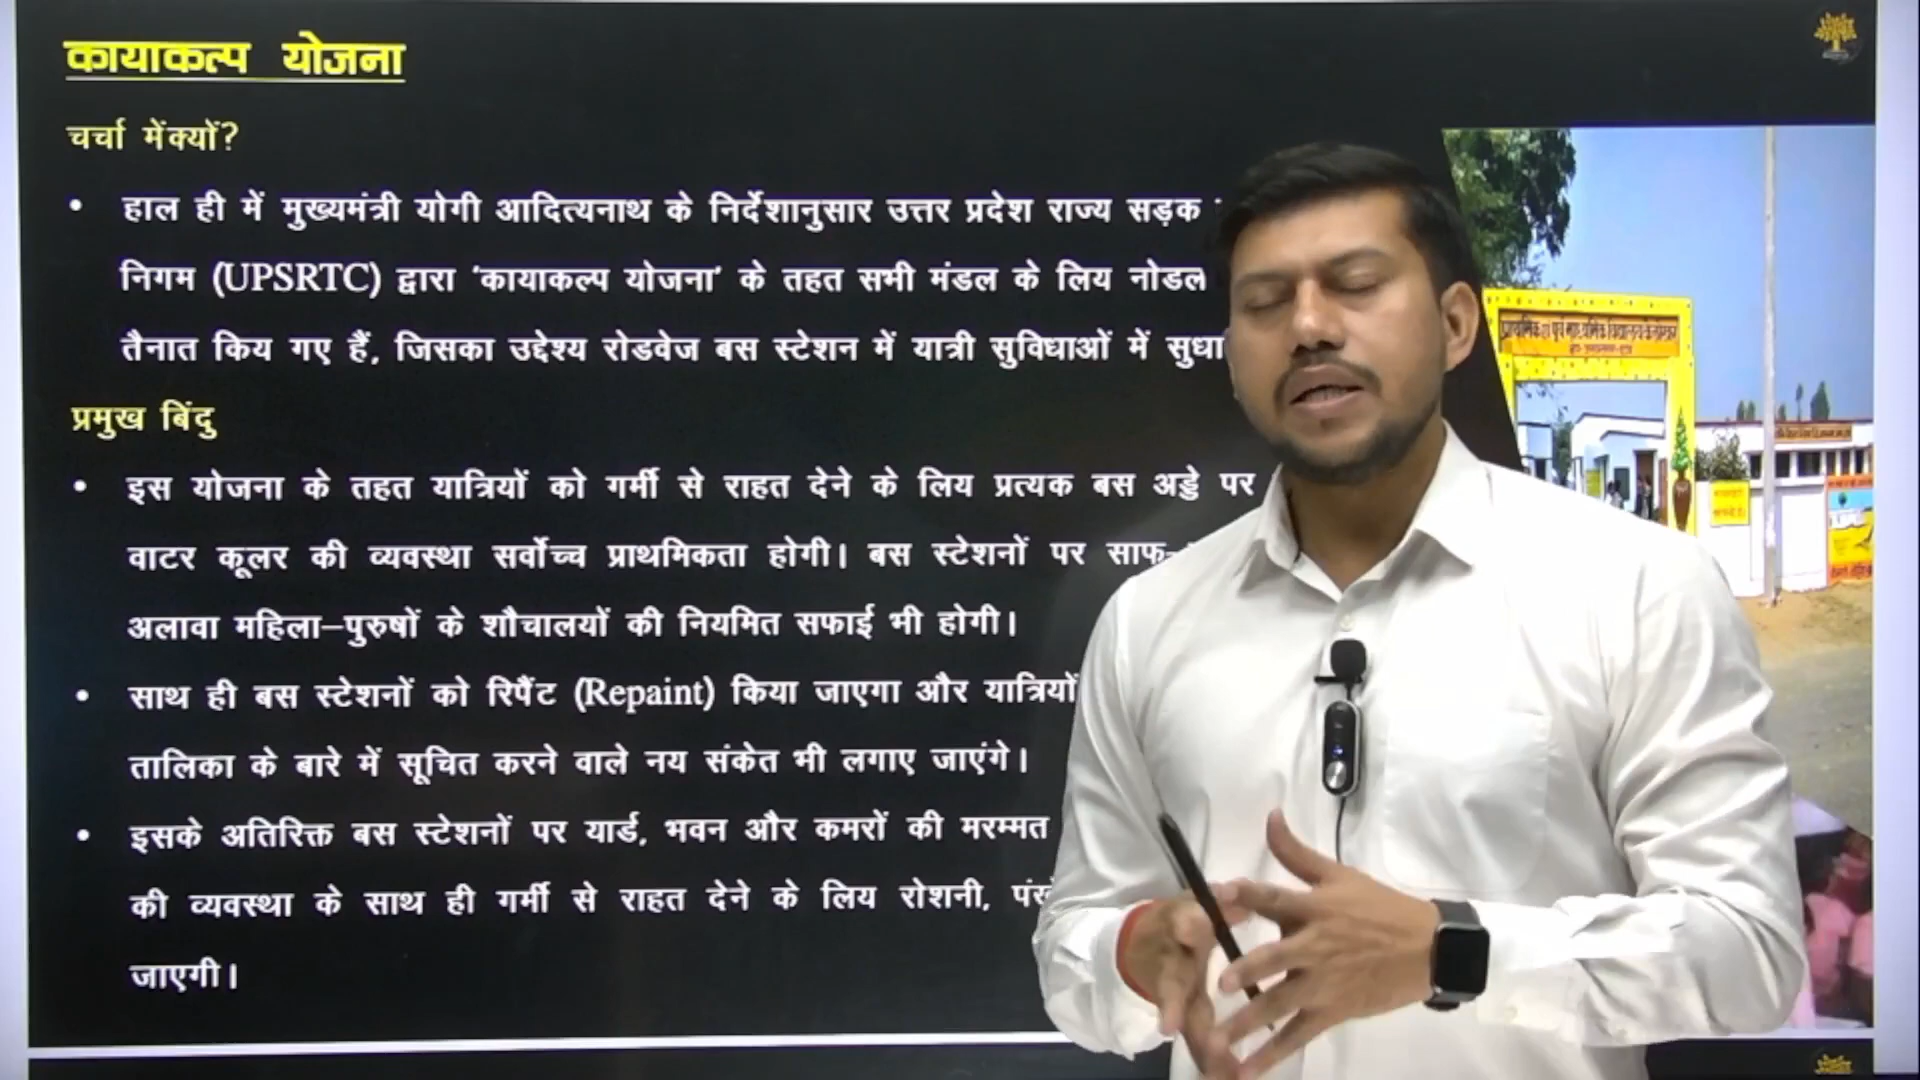 कायाकल्प योजना
चर्चा मेंक्यों?
• हाल ही में मुख्यमंत्री योगी आदित्यनाथ के निर्देशानुसार उत्तर प्रदेश राज्य सड़क
निगम (UPSRTC) द्वारा 'कायाकल्प योजना' के तहत सभी मंडल के लिय नोडल
तैनात किय गए हैं, जिसका उद्देश्य रोडवेज बस स्टेशन में यात्री सुविधाओं में
प्रमुख बिंदु
• इस योजना के तहत यात्रियों को गर्मी से राहत देने के लिय प्रत्यक बस अड्डे पर
वाटर कूलर की व्यवस्था सर्वोच्च प्राथमिकता होगी। बस स्टेशनों पर साफ-
अलावा महिला–पुरुषों के शौचालयों की नियमित सफाई भी होगी।
• साथ ही बस स्टेशनों को रिपैंट (Repaint) किया जाएगा और यात्रियों
तालिका के बारे में सूचित करने वाले नय संकेत भी लगाए जाएंगे।
• इसके अतिरिक्त बस स्टेशनों पर यार्ड, भवन और कमरों की मरम्मत
की व्यवस्था के साथ ही गर्मी से राहत देने के लिय रोशनी,
जाएगी।